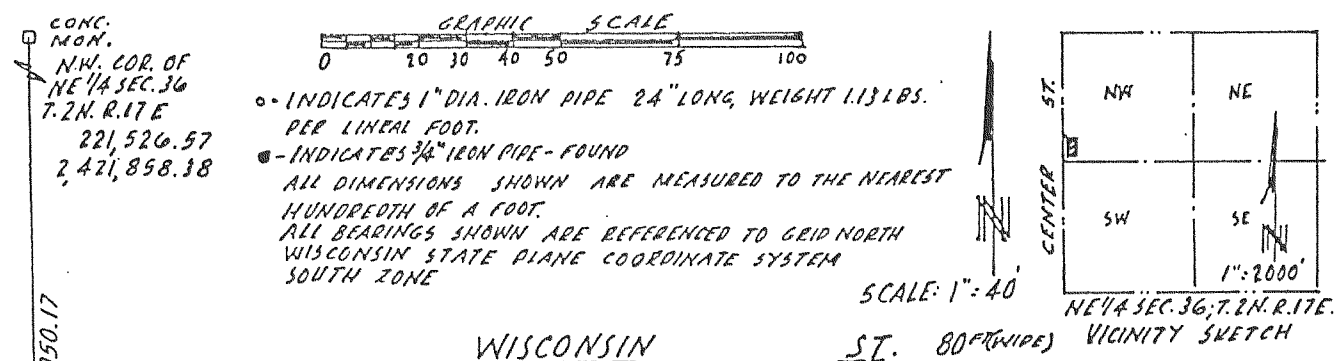 CONC.
MON.
N.W. COR. OF
NE 1/4 SEC. 36
T.2N. R.17E
221,526.57
2,421,858.38
GRAPHIC SCALE
0 20 30 40 50 75 100
o - INDICATES 1" DIA. IRON PIPE 24" LONG, WEIGHT 1.13 LBS.
PER LINEAL FOOT.
● - INDICATES 3/4" IRON PIPE - FOUND
ALL DIMENSIONS SHOWN ARE MEASURED TO THE NEAREST
HUNDREDTH OF A FOOT.
ALL BEARINGS SHOWN ARE REFERENCED TO GRID NORTH
WISCONSIN STATE PLANE COORDINATE SYSTEM
SOUTH ZONE
N
SCALE: 1":40'
CENTER ST.
NW NE
SW SE
N
1":2000'
NE 1/4 SEC. 36; T.2N. R.17E.
VICINITY SKETCH
WISCONSIN ST. 80 FT (WIDE)